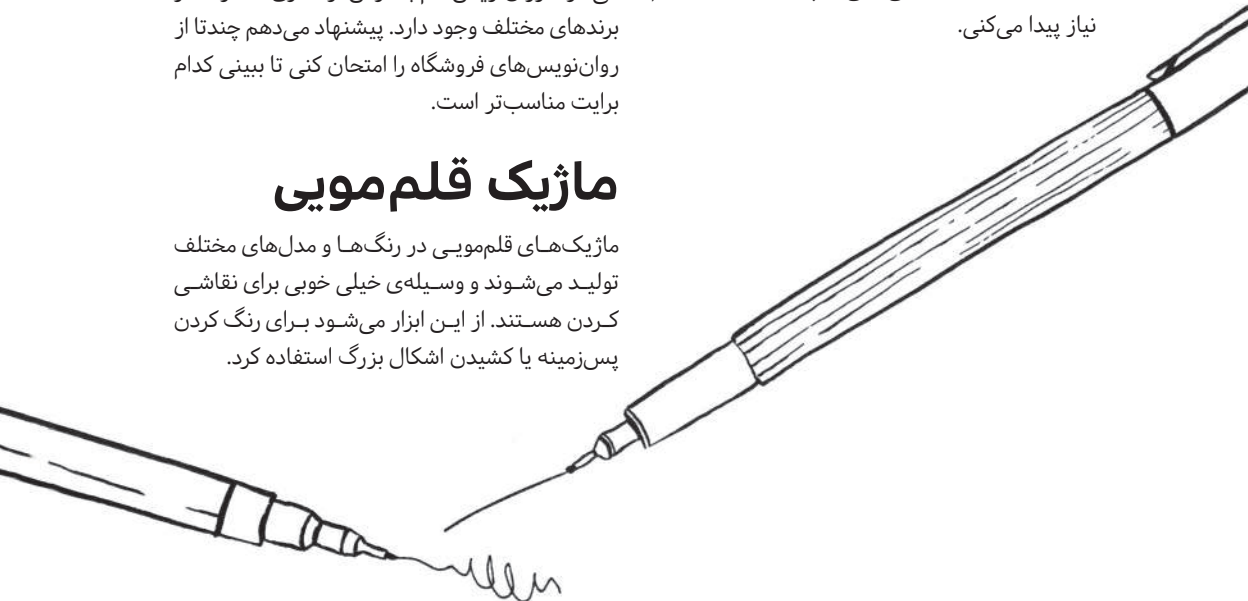 نیاز پیدا می‌کنی.
برندهای مختلف وجود دارد. پیشنهاد می‌دهم چندتا از
روان‌نویس‌های فروشگاه را امتحان کنی تا ببینی کدام
برایت مناسب‌تر است.
ماژیک قلم‌مویی
ماژیک‌هـای قلم‌مویـی در رنگ‌هـا و مدل‌های مختلف
تولیـد می‌شـوند و وسـیله‌ی خیلی خوبی برای نقاشـی
کـردن هسـتند. از ایـن ابزار می‌شـود بـرای رنگ کردن
پس‌زمینه یا کشیدن اشکال بزرگ استفاده کرد.